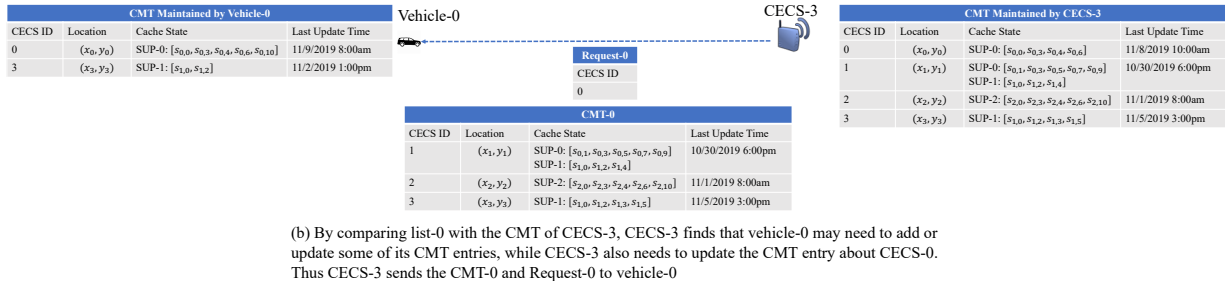 CMT Maintained by Vehicle-0
CECS ID Location Cache State Last Update Time
0 (x₀, y₀) SUP-0: [s₀,₀, s₀,₃, s₀,₄, s₀,₆, s₀,₁₀] 11/9/2019 8:00am
3 (x₃, y₃) SUP-1: [s₁,₀, s₁,₂] 11/2/2019 1:00pm
Vehicle-0
CECS-3
Request-0
CECS ID
0
CMT-0
CECS ID Location Cache State Last Update Time
1 (x₁, y₁) SUP-0: [s₀,₁, s₀,₃, s₀,₅, s₀,₇, s₀,₉] 10/30/2019 6:00pm
SUP-1: [s₁,₀, s₁,₂, s₁,₄]
2 (x₂, y₂) SUP-2: [s₂,₀, s₂,₃, s₂,₄, s₂,₆, s₂,₁₀] 11/1/2019 8:00am
3 (x₃, y₃) SUP-1: [s₁,₀, s₁,₂, s₁,₃, s₁,₅] 11/5/2019 3:00pm
CMT Maintained by CECS-3
CECS ID Location Cache State Last Update Time
0 (x₀, y₀) SUP-0: [s₀,₀, s₀,₃, s₀,₄, s₀,₆] 11/8/2019 10:00am
1 (x₁, y₁) SUP-0: [s₀,₁, s₀,₃, s₀,₅, s₀,₇, s₀,₉] 10/30/2019 6:00pm
SUP-1: [s₁,₀, s₁,₂, s₁,₄]
2 (x₂, y₂) SUP-2: [s₂,₀, s₂,₃, s₂,₄, s₂,₆, s₂,₁₀] 11/1/2019 8:00am
3 (x₃, y₃) SUP-1: [s₁,₀, s₁,₂, s₁,₃, s₁,₅] 11/5/2019 3:00pm
(b) By comparing list-0 with the CMT of CECS-3, CECS-3 finds that vehicle-0 may need to add or
update some of its CMT entries, while CECS-3 also needs to update the CMT entry about CECS-0.
Thus CECS-3 sends the CMT-0 and Request-0 to vehicle-0